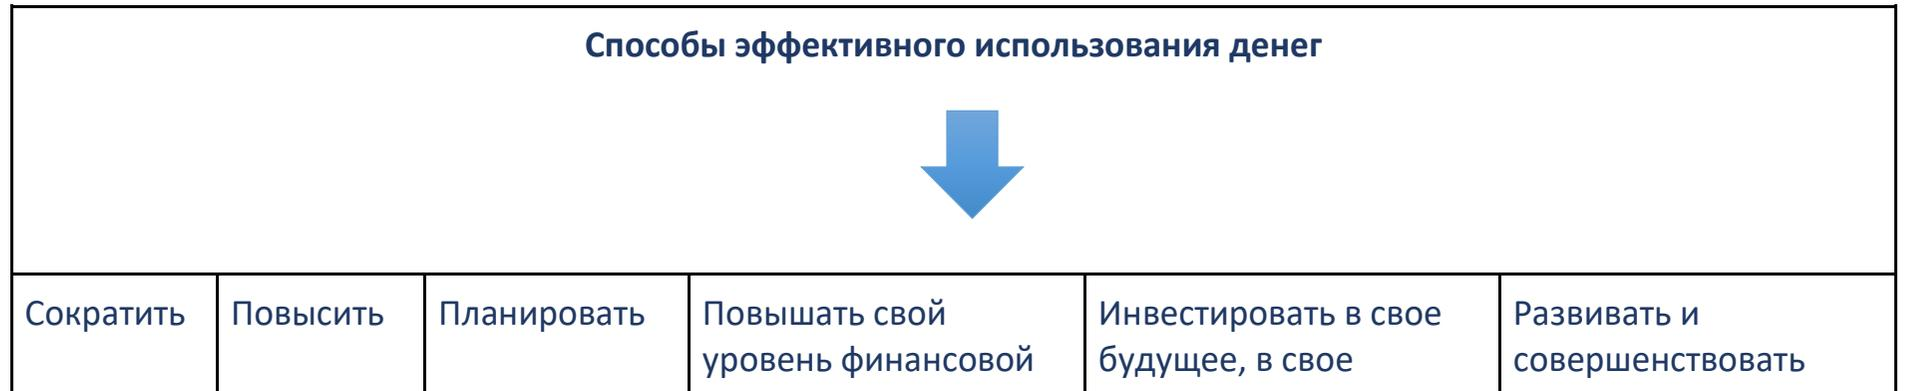 Способы эффективного использования денег
Сократить
Повысить
Планировать
Повышать свой
уровень финансовой
Инвестировать в свое
будущее, в свое
Развивать и
совершенствовать